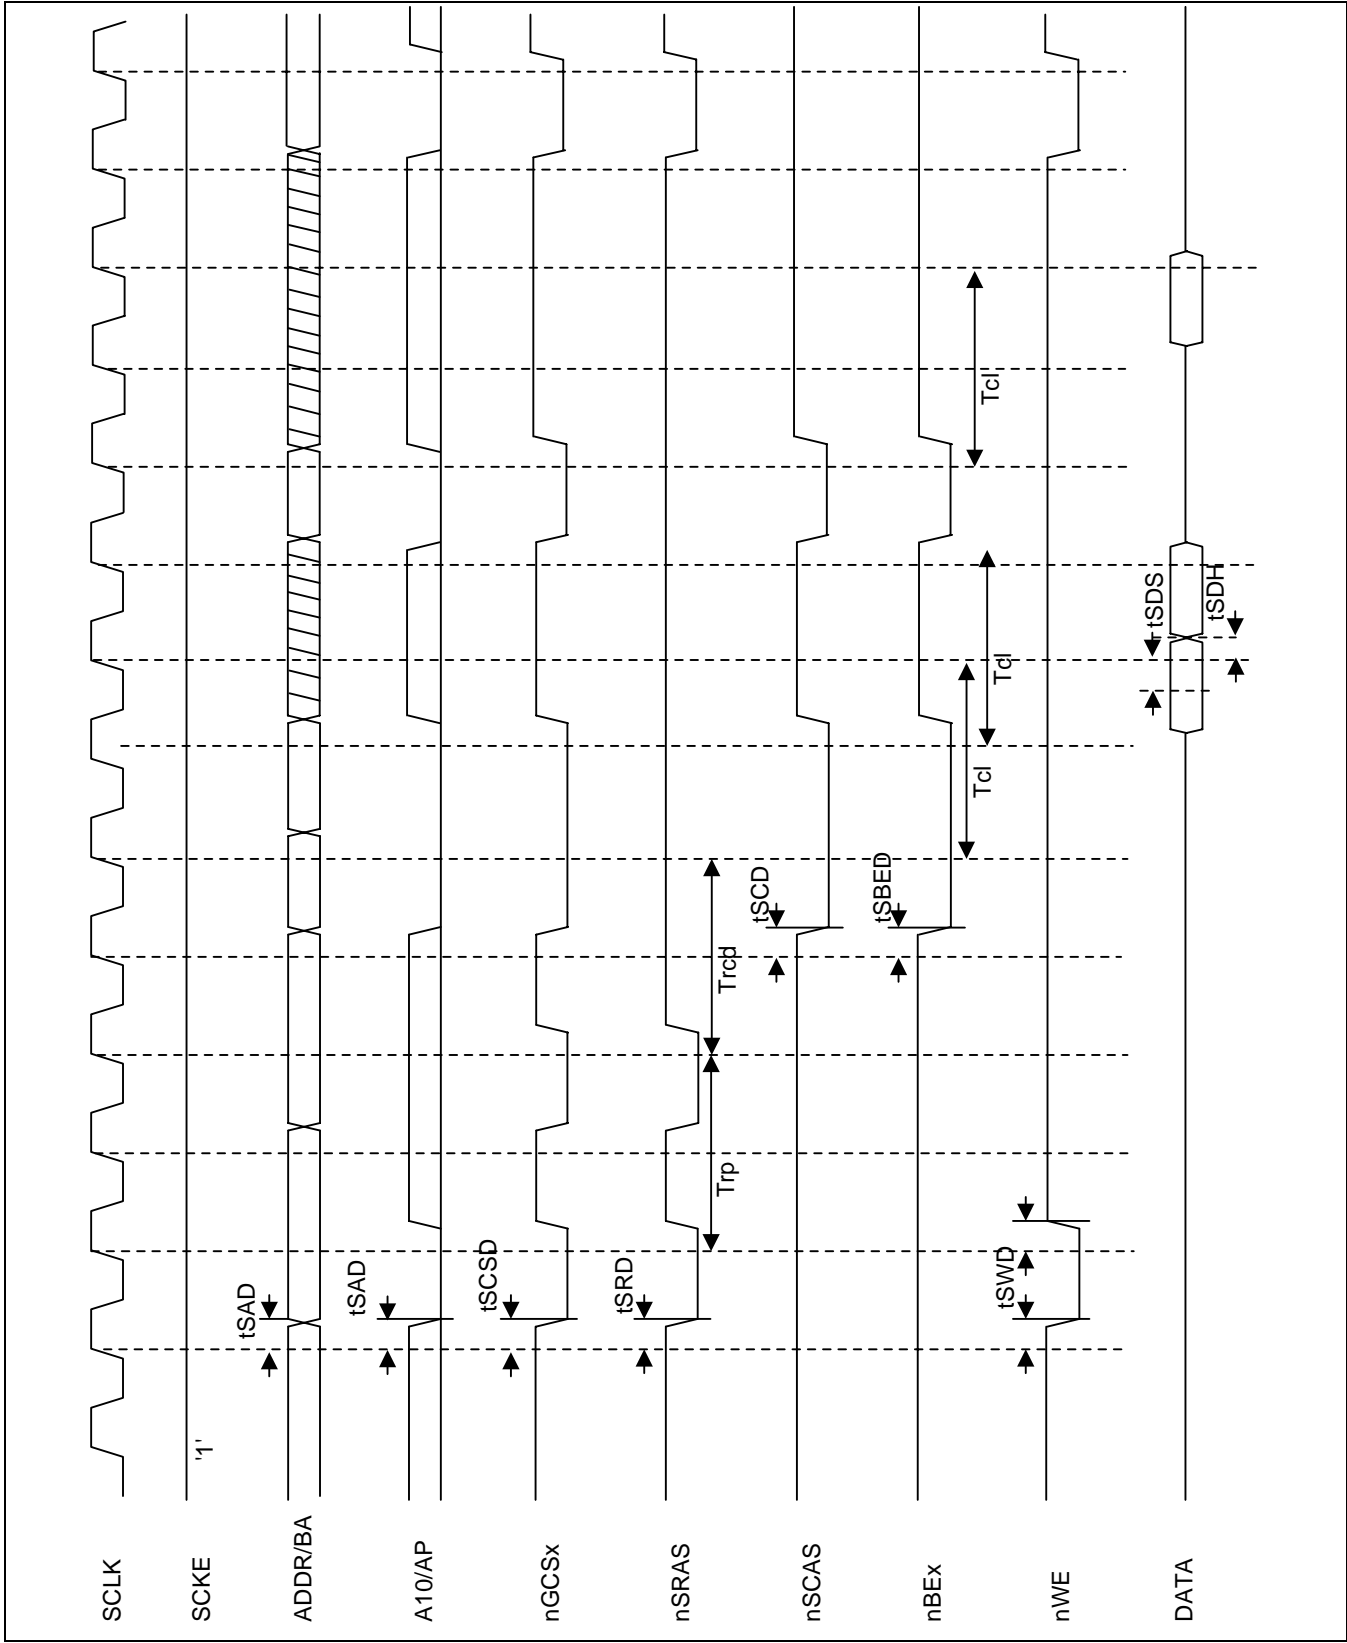 SCLK
'1'
SCKE
tSAD
ADDR/BA
tSAD
A10/AP
tSCSD
nGCSx
tSRD
nSRAS
Trp
Trcd
tSCD
nSCAS
tSBED
nBEx
Tcl
Tcl
Tcl
tSWD
nWE
tSDS
tSDH
DATA